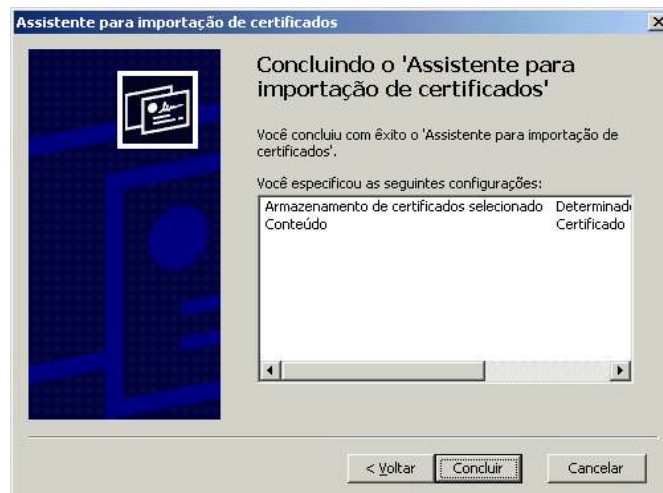 Assistente para importação de certificados
Concluindo o 'Assistente para
importação de certificados'
Você concluiu com êxito o 'Assistente para importação de
certificados'.
Você especificou as seguintes configurações:
Armazenamento de certificados selecionado Determinad
Conteúdo Certificado
< Voltar Concluir Cancelar